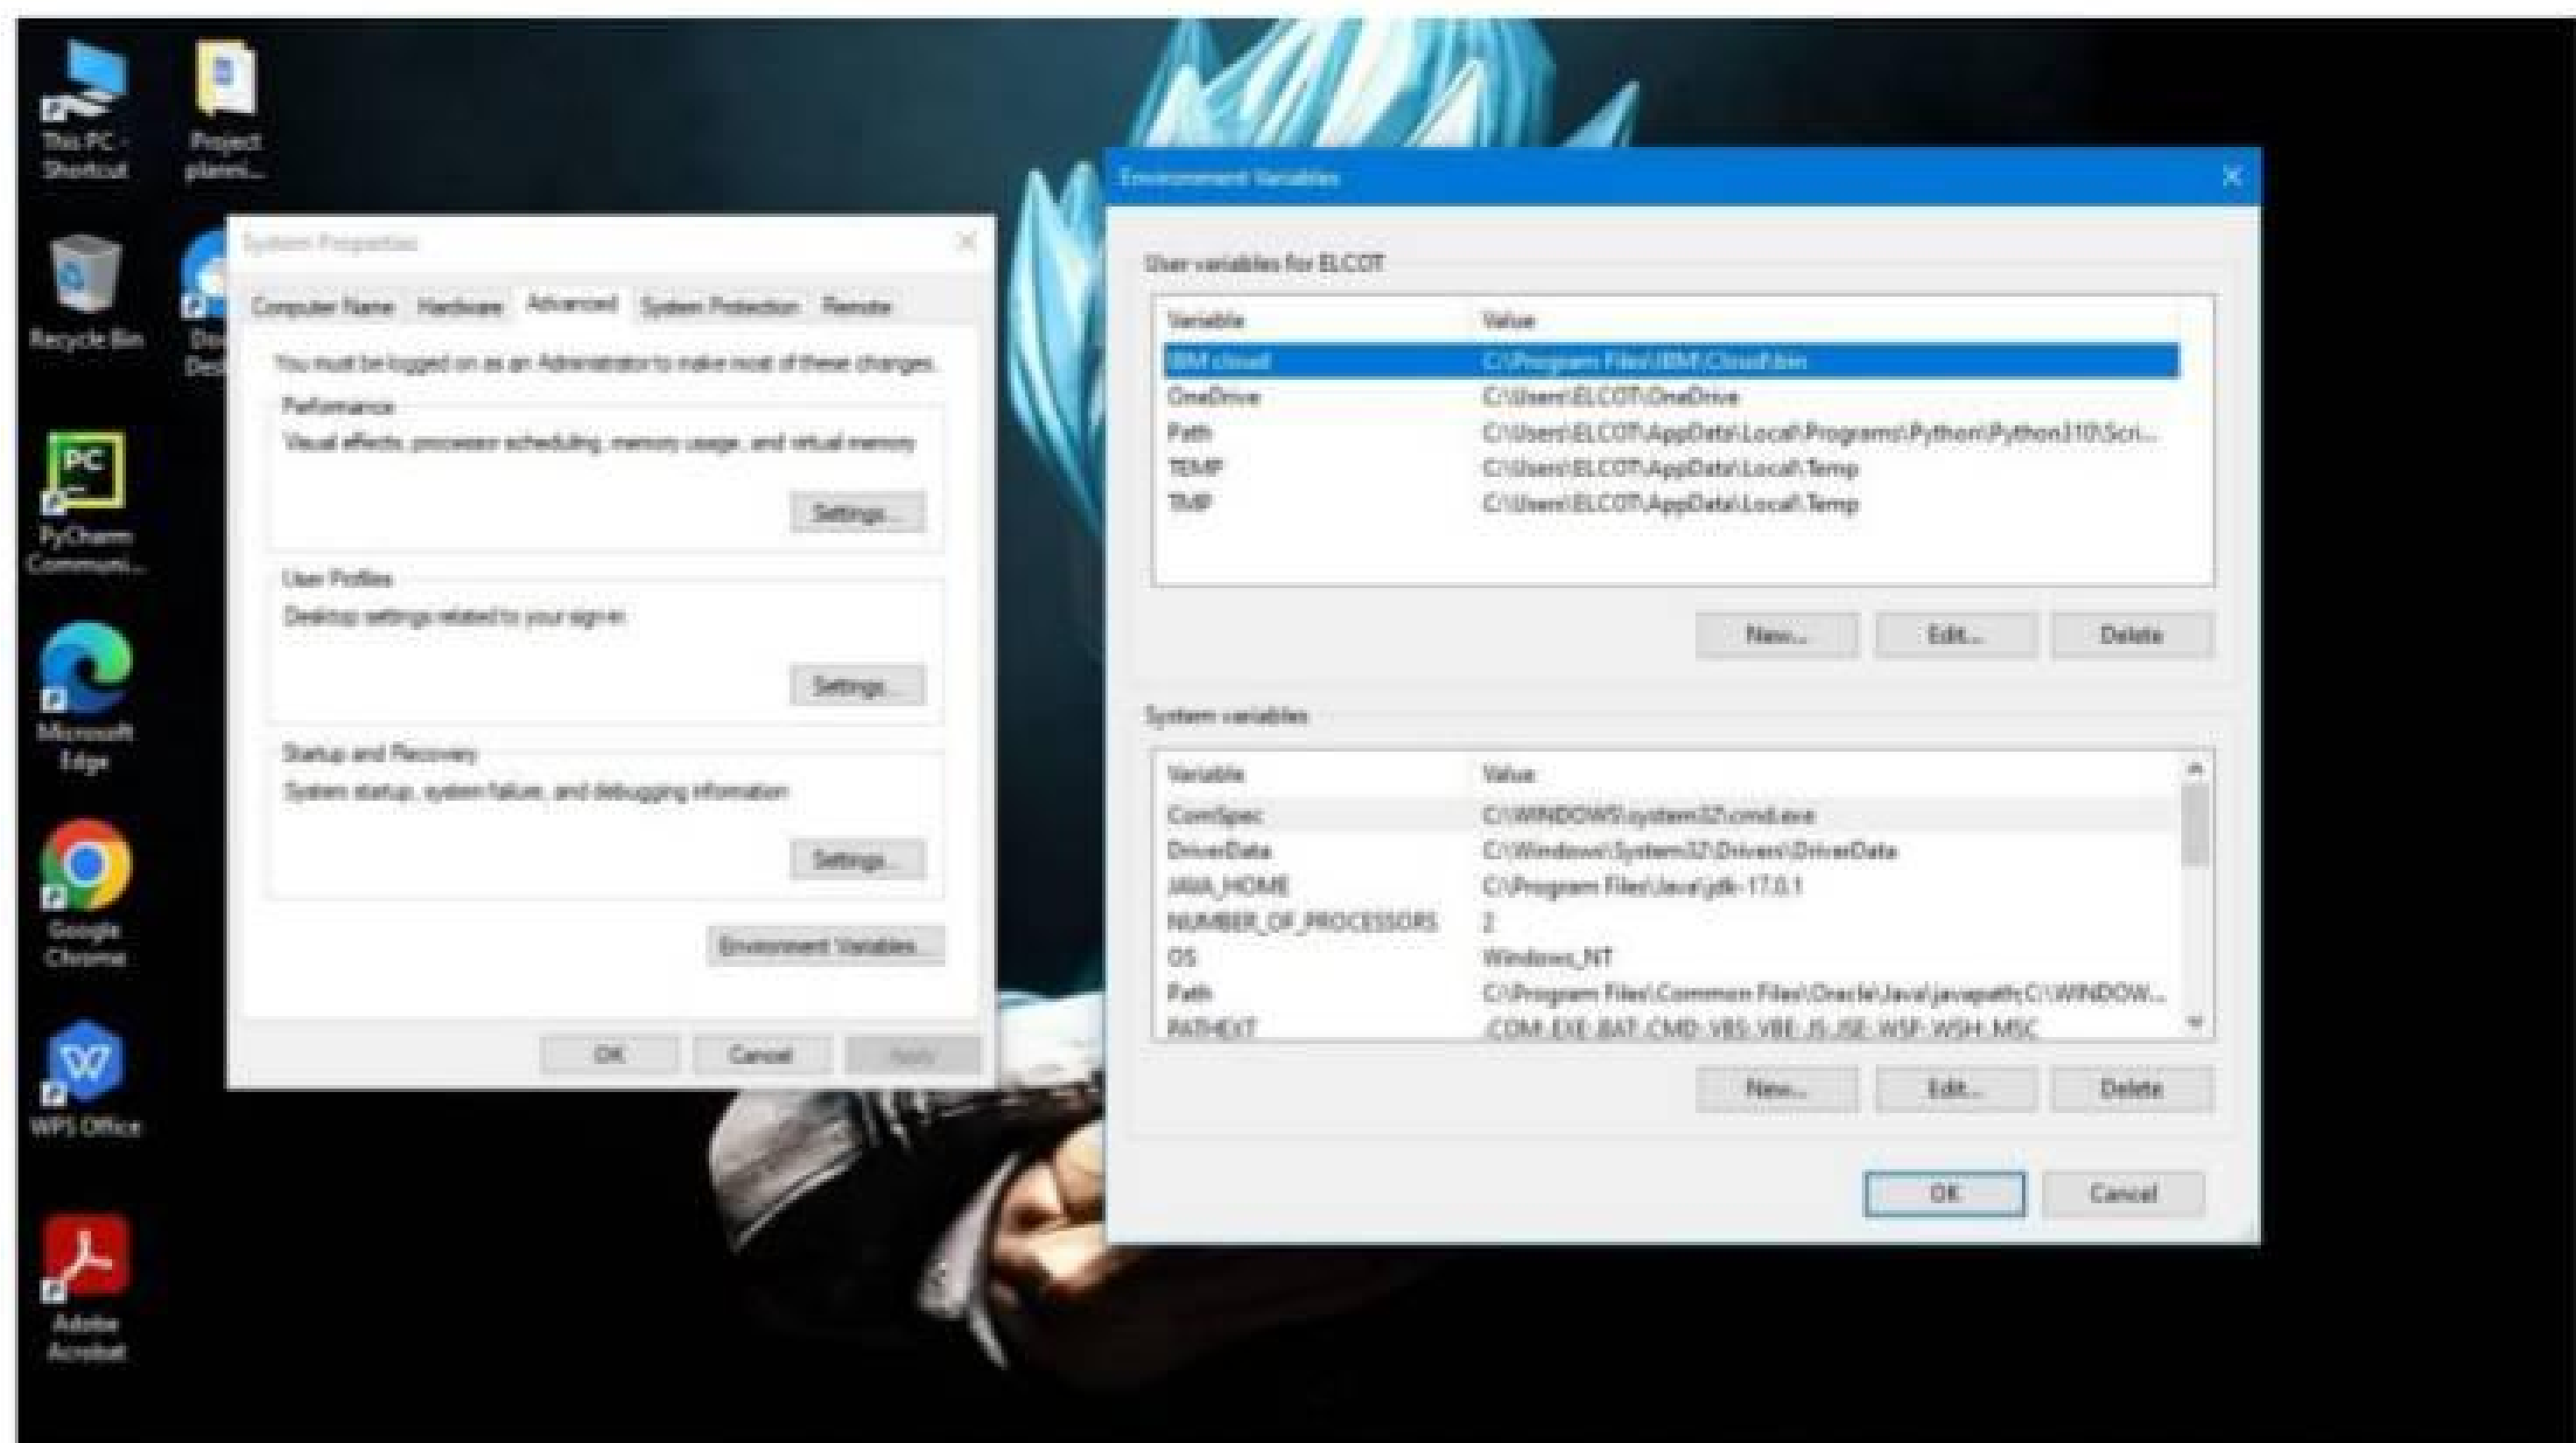 This PC -
Shortcut
Project
planni...
Recycle Bin
PyCharm
Communi...
Microsoft
Edge
Google
Chrome
WPS Office
Adobe
Acrobat
System Properties
Computer Name Hardware Advanced System Protection Remote
You must be logged on as an Administrator to make most of these changes.
Performance
Visual effects, processor scheduling, memory usage, and virtual memory
Settings...
User Profiles
Desktop settings related to your sign-in
Settings...
Startup and Recovery
System startup, system failure, and debugging information
Settings...
Environment Variables...
OK Cancel Apply
Environment Variables
User variables for ELCOT
Variable Value
IBM cloud C:\Program Files\IBM\Cloud\bin
OneDrive C:\Users\ELCOT\OneDrive
Path C:\Users\ELCOT\AppData\Local\Programs\Python\Python310\Scri...
TEMP C:\Users\ELCOT\AppData\Local\Temp
TMP C:\Users\ELCOT\AppData\Local\Temp
New... Edit... Delete
System variables
Variable Value
ComSpec C:\WINDOWS\system32\cmd.exe
DriverData C:\Windows\System32\Drivers\DriverData
JAVA_HOME C:\Program Files\Java\jdk-17.0.1
NUMBER_OF_PROCESSORS 2
OS Windows_NT
Path C:\Program Files\Common Files\Oracle\Java\javapath;C:\WINDOW...
PATHEXT .COM;.EXE;.BAT;.CMD;.VBS;.VBE;.JS;.JSE;.WSF;.WSH;.MSC
New... Edit... Delete
OK Cancel